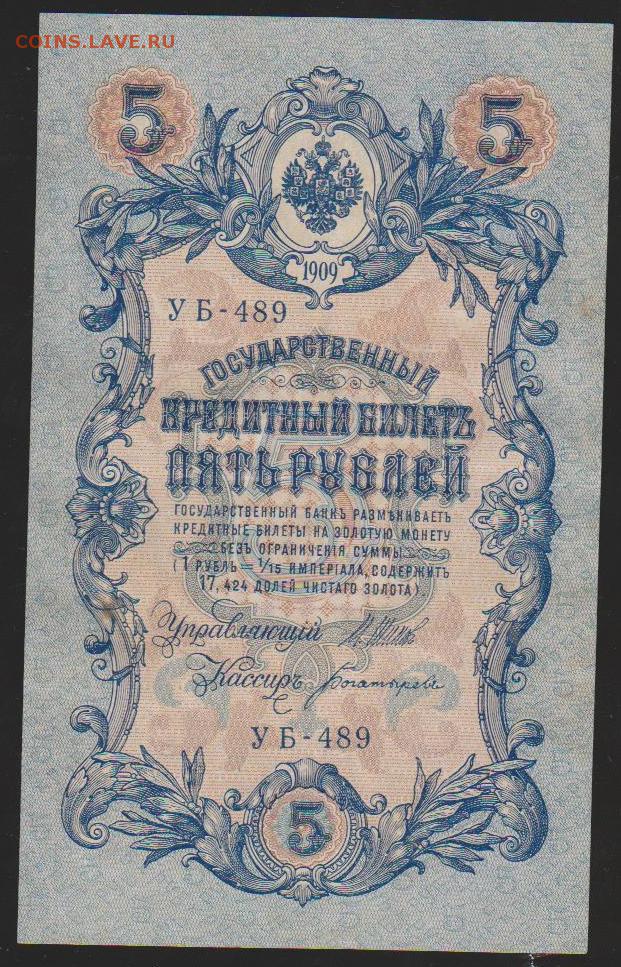 COINS.LAVE.RU
5 5
1909
УБ-489
ГОСУДАРСТВЕННЫЙ
КРЕДИТНЫЙ БИЛЕТЪ
ПЯТЬ РУБЛЕЙ
ГОСУДАРСТВЕННЫЙ БАНКЪ РАЗМѢНИВАЕТЪ
КРЕДИТНЫЕ БИЛЕТЫ НА ЗОЛОТУЮ МОНЕТУ
БЕЗЪ ОГРАНИЧЕНІЯ СУММЫ
(1 РУБЛЬ = 1/15 ИМПЕРІАЛА, СОДЕРЖИТЪ
17,424 ДОЛЕЙ ЧИСТАГО ЗОЛОТА)
Управляющій
Кассиръ Богатыревъ
УБ-489
5